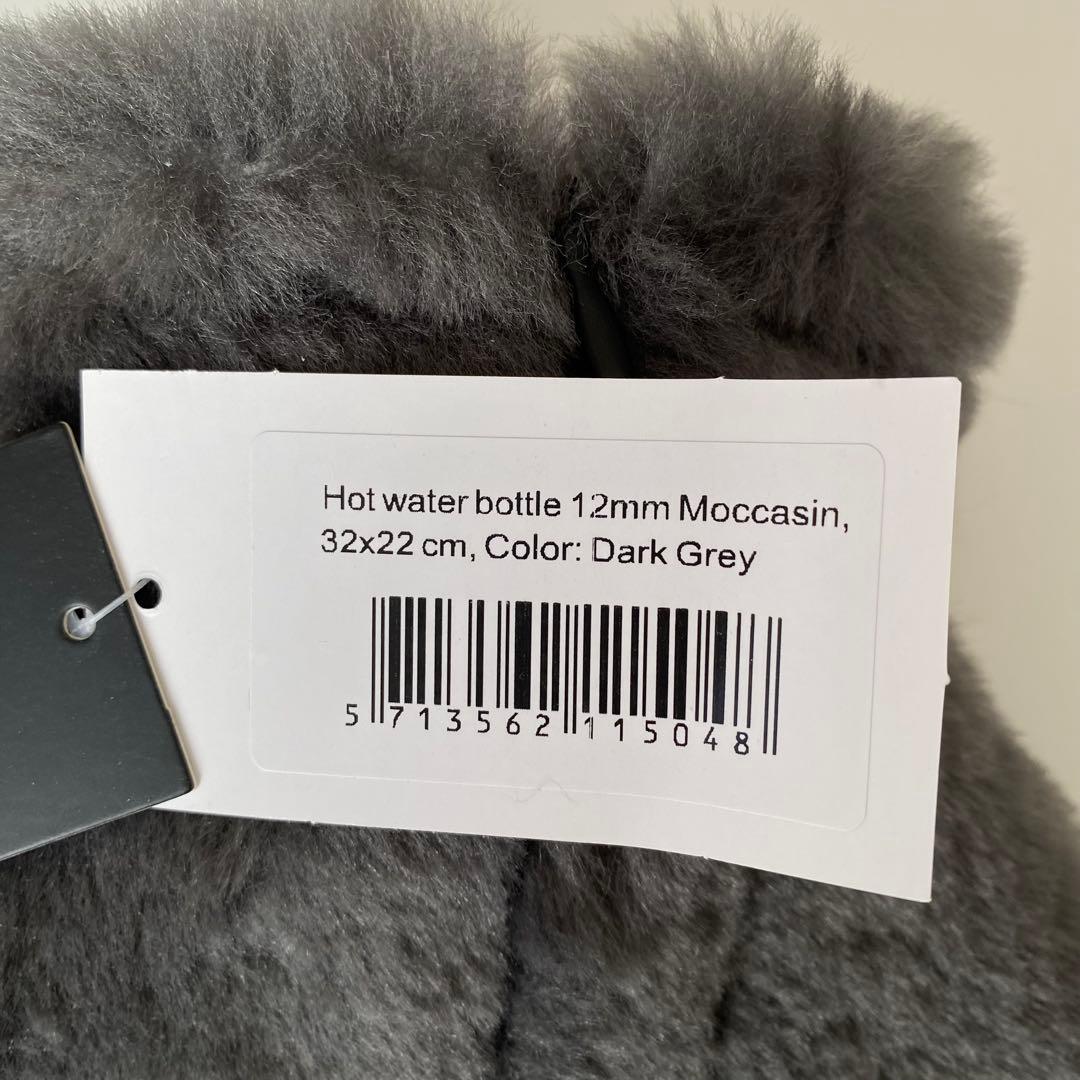 Hot water bottle 12mm Moccasin,
32x22 cm, Color: Dark Grey
5 713562 115048